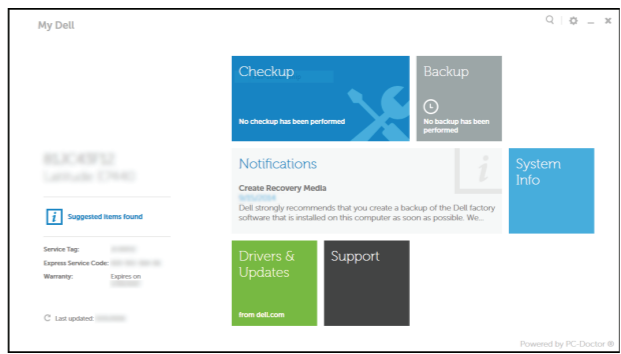 My Dell
Checkup
No checkup has been performed
Backup
No backup has been
performed
Notifications
Create Recovery Media
Dell strongly recommends that you create a backup of the Dell factory
software that is installed on this computer as soon as possible. We...
System
Info
Suggested items found
Service Tag:
Express Service Code:
Warranty: Expires on
Last updated:
Drivers &
Updates
from dell.com
Support
Powered by PC-Doctor ®